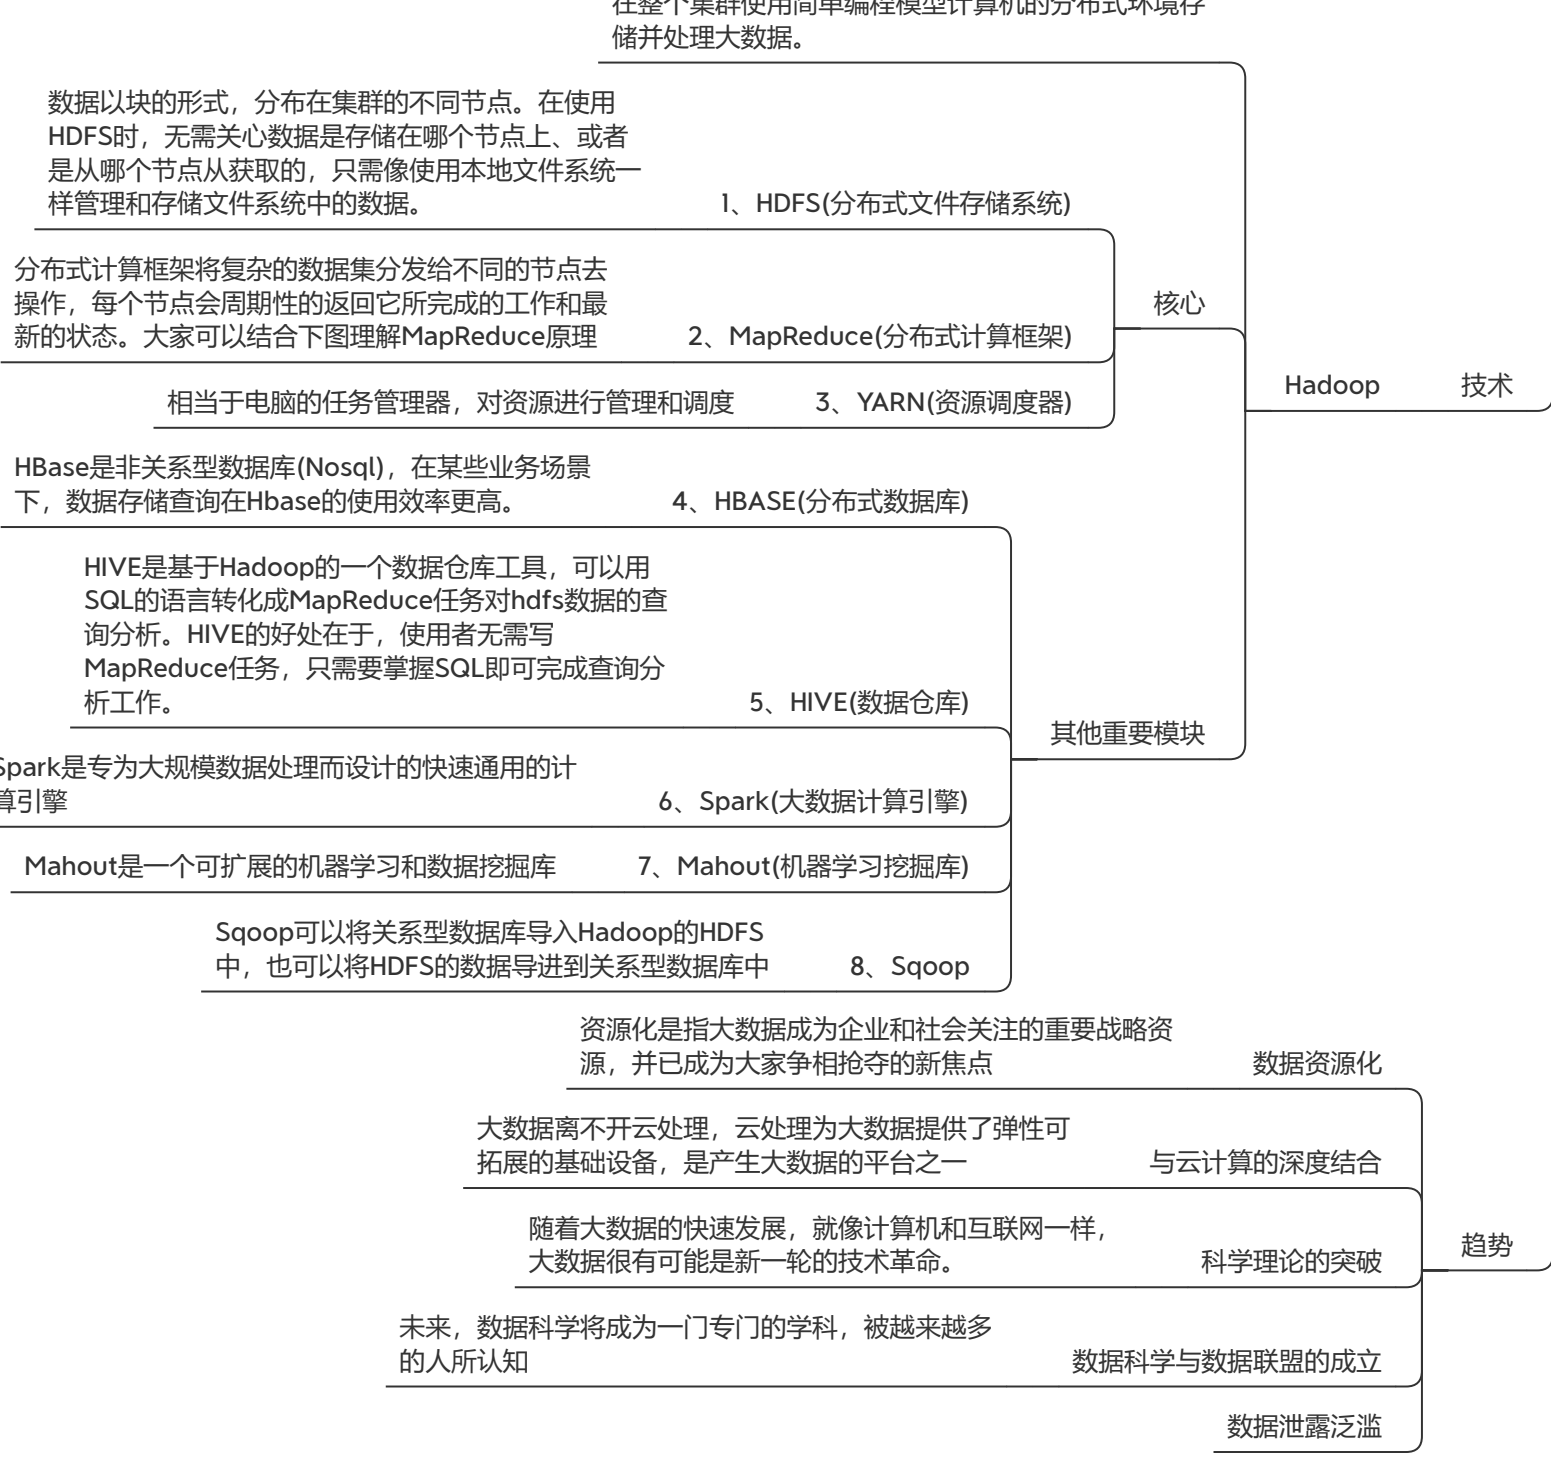 在整个集群使用简单编程模型计算机的分布式环境存
储并处理大数据。
数据以块的形式，分布在集群的不同节点。在使用
HDFS时，无需关心数据是存储在哪个节点上、或者
是从哪个节点从获取的，只需像使用本地文件系统一
样管理和存储文件系统中的数据。
1、HDFS(分布式文件存储系统)
分布式计算框架将复杂的数据集分发给不同的节点去
操作，每个节点会周期性的返回它所完成的工作和最
新的状态。大家可以结合下图理解MapReduce原理
2、MapReduce(分布式计算框架)
核心
相当于电脑的任务管理器，对资源进行管理和调度
3、YARN(资源调度器)
Hadoop
技术
HBase是非关系型数据库(Nosql)，在某些业务场景
下，数据存储查询在Hbase的使用效率更高。
4、HBASE(分布式数据库)
HIVE是基于Hadoop的一个数据仓库工具，可以用
SQL的语言转化成MapReduce任务对hdfs数据的查
询分析。HIVE的好处在于，使用者无需写
MapReduce任务，只需要掌握SQL即可完成查询分
析工作。
5、HIVE(数据仓库)
其他重要模块
Spark是专为大规模数据处理而设计的快速通用的计
算引擎
6、Spark(大数据计算引擎)
Mahout是一个可扩展的机器学习和数据挖掘库
7、Mahout(机器学习挖掘库)
Sqoop可以将关系型数据库导入Hadoop的HDFS
中，也可以将HDFS的数据导进到关系型数据库中
8、Sqoop
资源化是指大数据成为企业和社会关注的重要战略资
源，并已成为大家争相抢夺的新焦点
数据资源化
大数据离不开云处理，云处理为大数据提供了弹性可
拓展的基础设备，是产生大数据的平台之一
与云计算的深度结合
随着大数据的快速发展，就像计算机和互联网一样，
大数据很有可能是新一轮的技术革命。
科学理论的突破
趋势
未来，数据科学将成为一门专门的学科，被越来越多
的人所认知
数据科学与数据联盟的成立
数据泄露泛滥